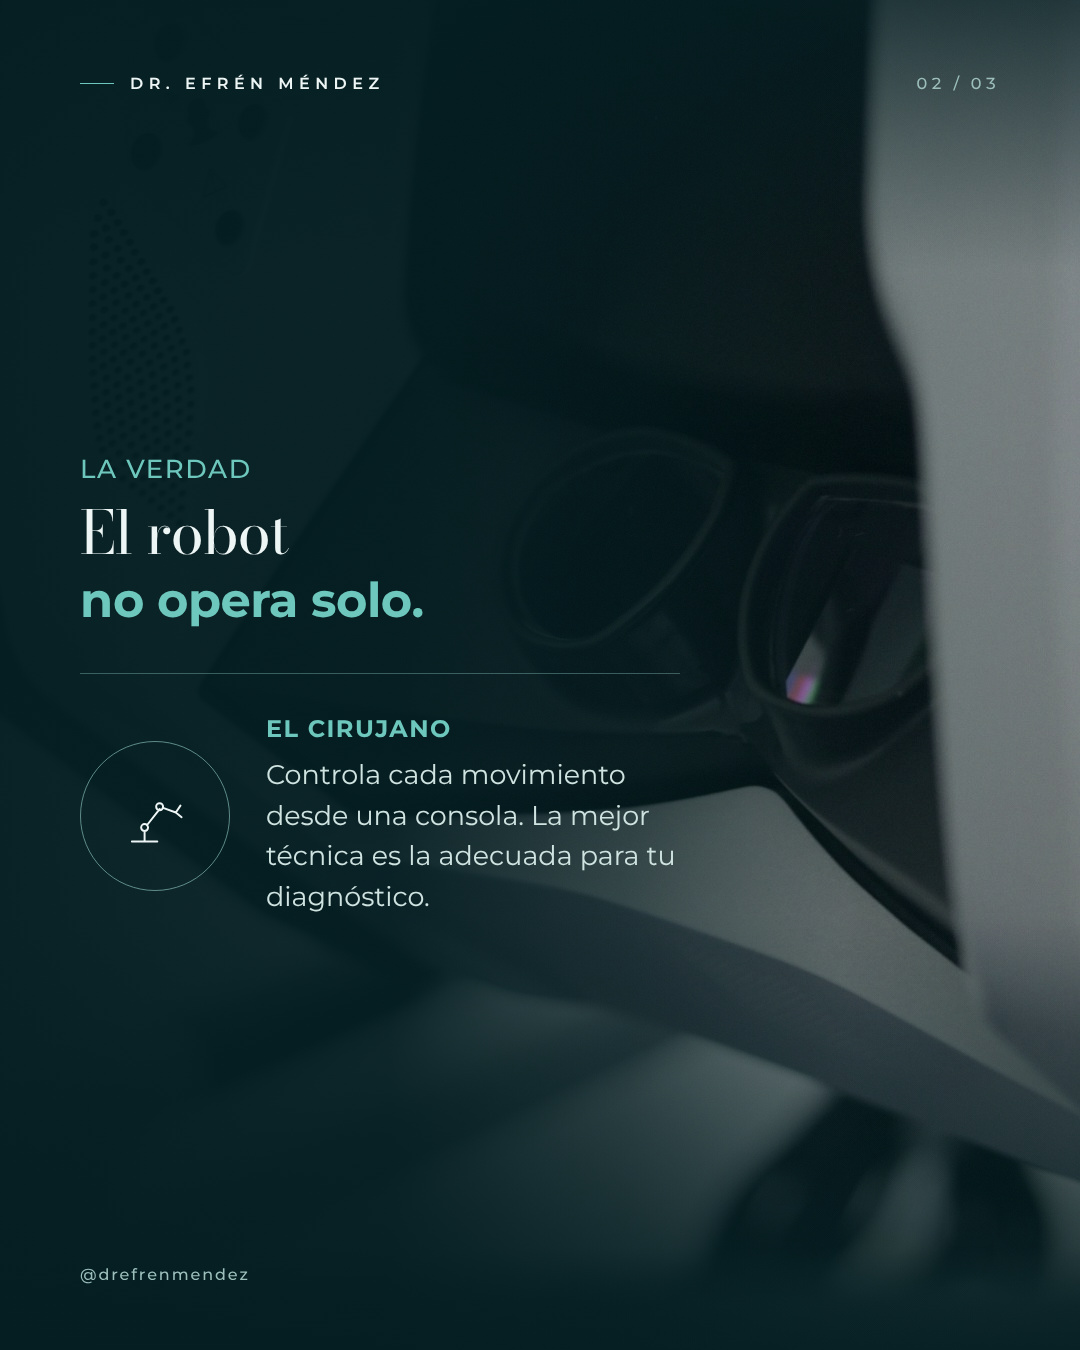 DR. EFRÉN MÉNDEZ
02 / 03
LA VERDAD
El robot
no opera solo.
EL CIRUJANO
Controla cada movimiento
desde una consola. La mejor
técnica es la adecuada para tu
diagnóstico.
@drefrenmendez